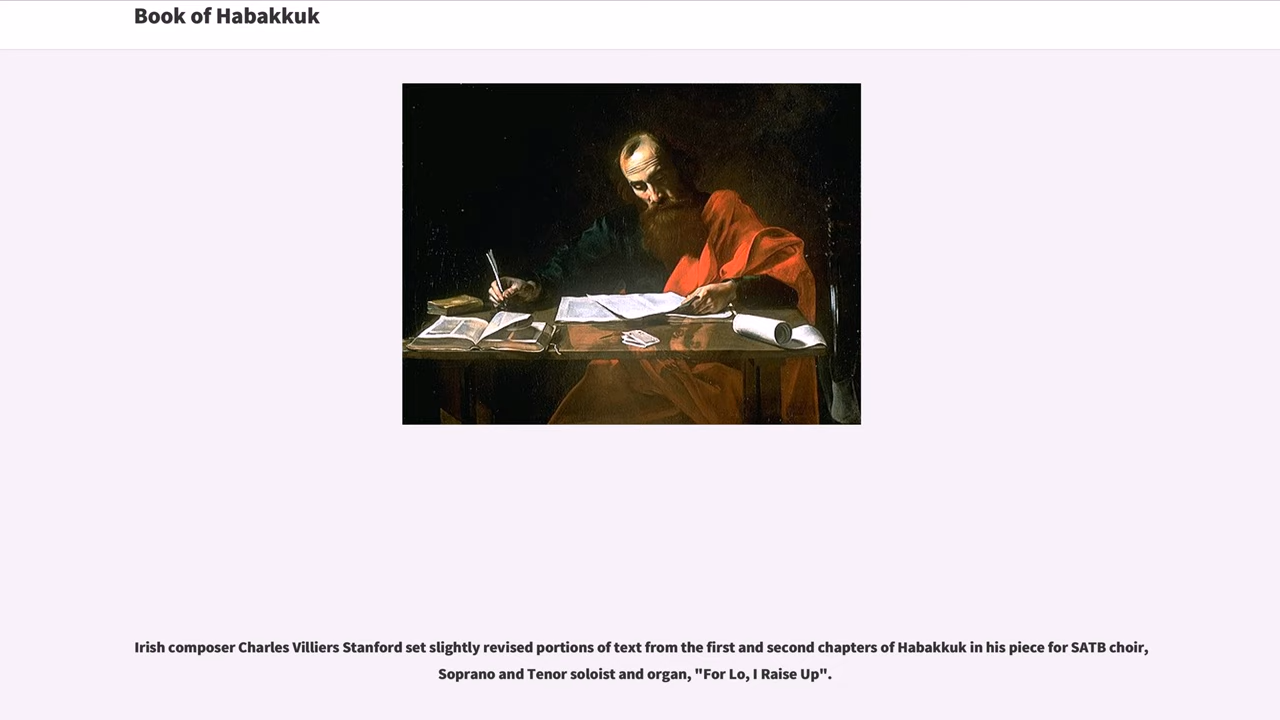 Book of Habakkuk
Irish composer Charles Villiers Stanford set slightly revised portions of text from the first and second chapters of Habakkuk in his piece for SATB choir,
Soprano and Tenor soloist and organ, "For Lo, I Raise Up".